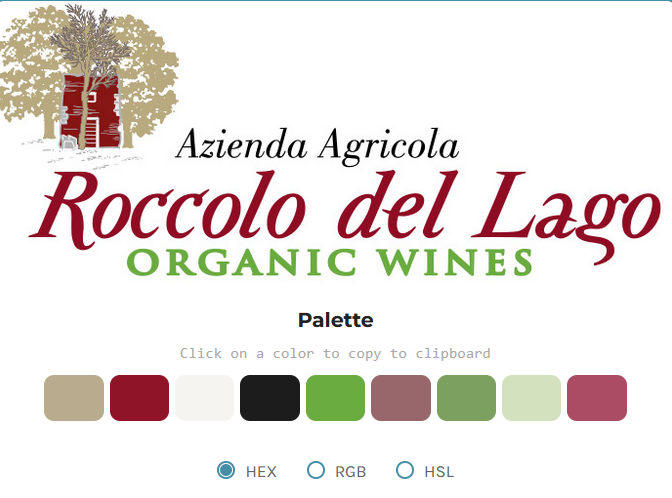 Azienda Agricola
Roccolo del Lago
ORGANIC WINES
Palette
Click on a color to copy to clipboard
HEX RGB HSL